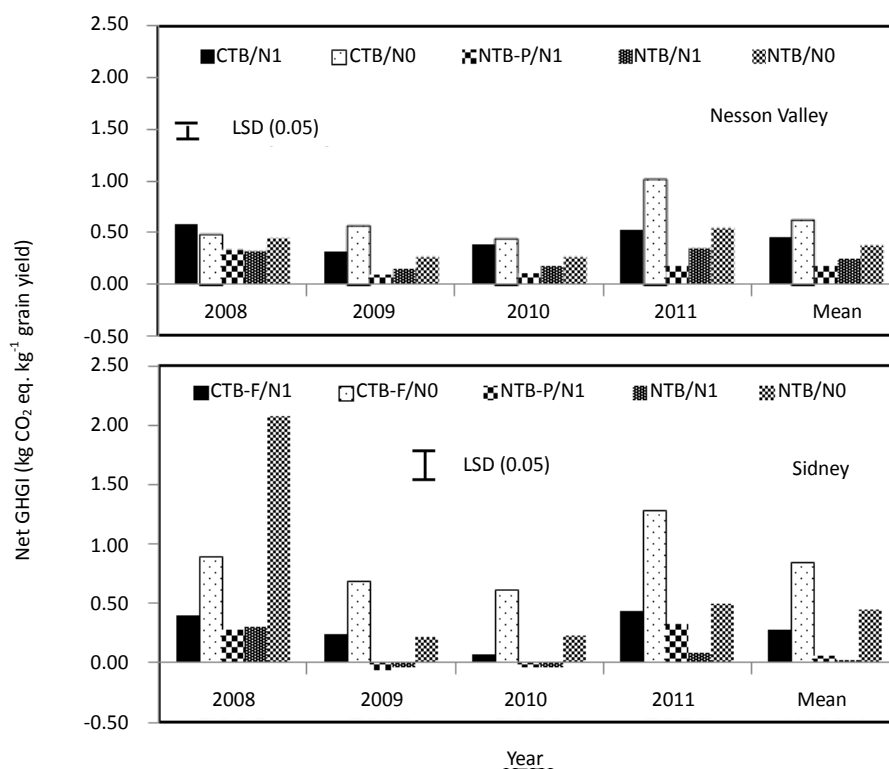 2.50
CTB/N1 CTB/N0 NTB-P/N1 NTB/N1 NTB/N0
2.00
1.50
LSD (0.05)
Nesson Valley
1.00
0.50
0.00
2008 2009 2010 2011 Mean
-0.50
Net GHGI (kg CO₂ eq. kg⁻¹ grain yield)
2.50
CTB-F/N1 CTB-F/N0 NTB-P/N1 NTB/N1 NTB/N0
2.00
1.50
LSD (0.05)
Sidney
1.00
0.50
0.00
2008 2009 2010 2011 Mean
-0.50
Year